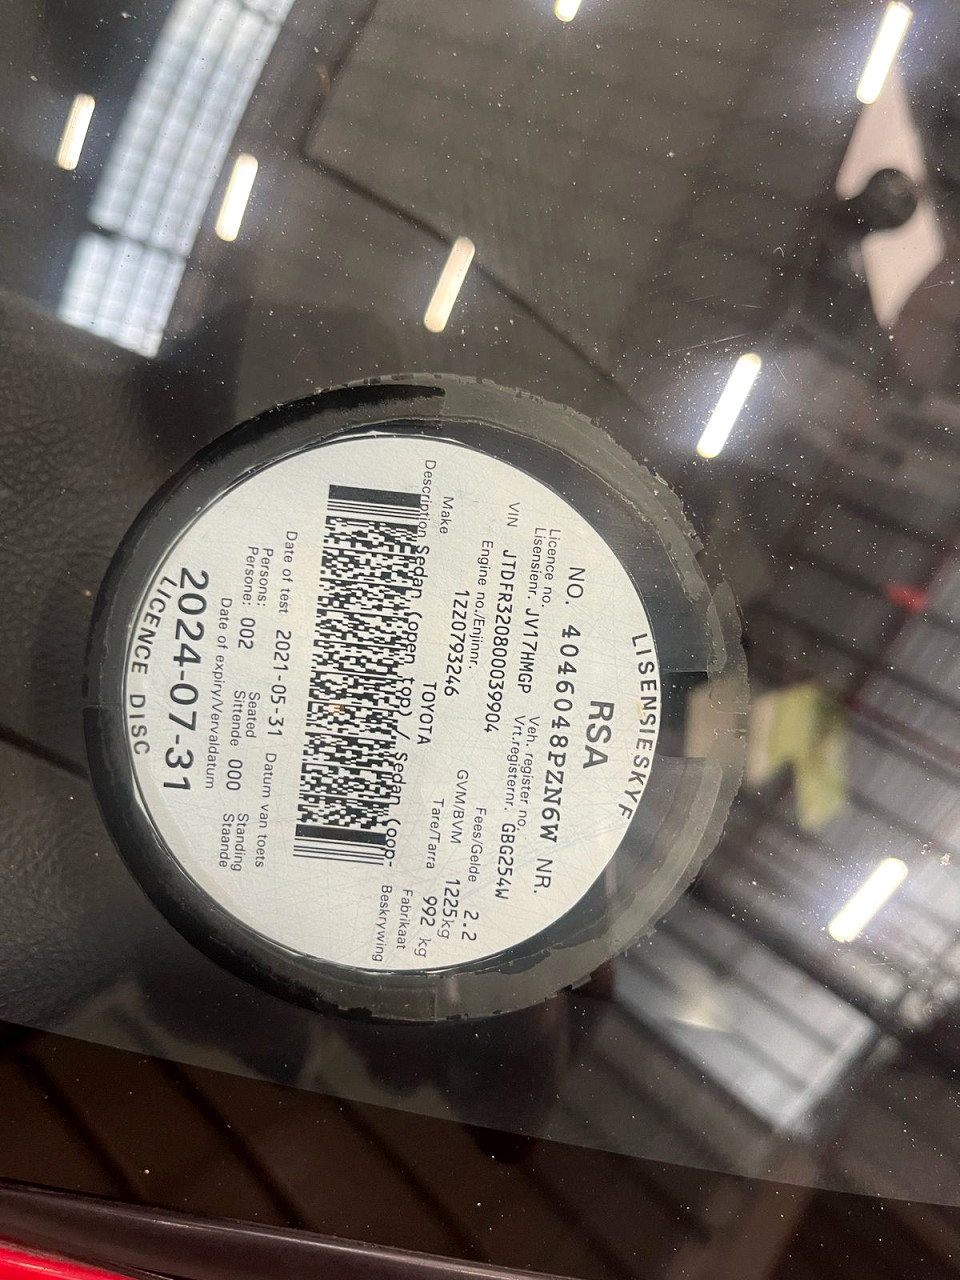 LISENSIESKYF
RSA
NO. 4046048PZN6W NR.
Licence no. Veh. register no.
Lisensienr. JV17HMGP Vrt.registernr. GBG254W
VIN JTDFR320800039904 Fees/Gelde 2.2
Engine no./Enjinnr. GVM/BVM 1225kg
1ZZ0793246 Tare/Tarra 992 kg
Make TOYOTA Fabrikaat
Description Sedan (open top) / Sedan (oop- Beskrywing
Date of test 2021-05-31 Datum van toets
Persons: Seated Standing
Persone: 002 Sittende 000 Staande
Date of expiry/Vervaldatum
2024-07-31
LICENCE DISC